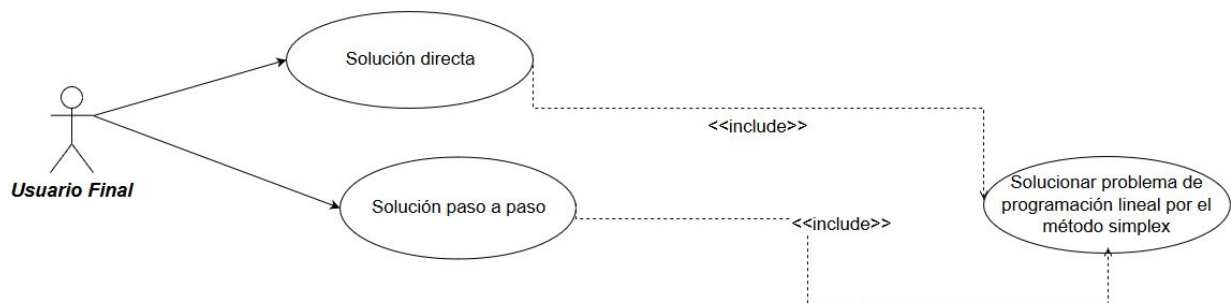 Solución directa
<<include>>
Usuario Final
Solución paso a paso
<<include>>
Solucionar problema de
programación lineal por el
método simplex